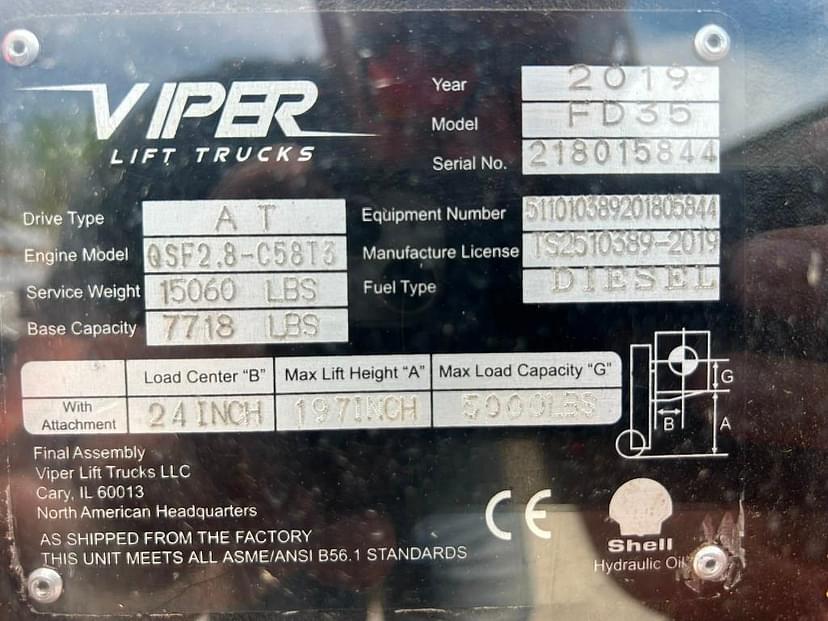 VIPER
LIFT TRUCKS
Year 2019
Model FD35
Serial No. 218015844
Drive Type AT
Engine Model QSF2.8-C58T3
Service Weight 15060 LBS
Base Capacity 7718 LBS
Equipment Number 511010389201805844
Manufacture License TS2510389-2019
Fuel Type DIESEL
Load Center "B" Max Lift Height "A" Max Load Capacity "G"
With Attachment 24INCH 197INCH 5000LBS
G
B
A
Final Assembly
Viper Lift Trucks LLC
Cary, IL 60013
North American Headquarters
AS SHIPPED FROM THE FACTORY
THIS UNIT MEETS ALL ASME/ANSI B56.1 STANDARDS
CE
Shell
Hydraulic Oil